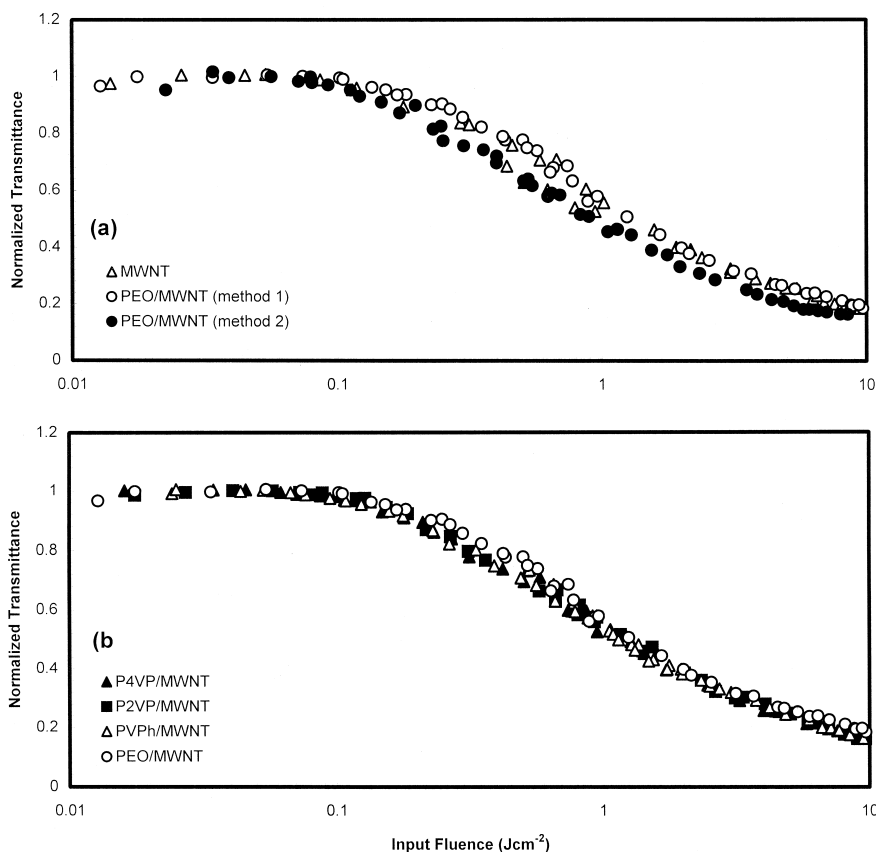 1.2
1
0.8
0.6
0.4
0.2
0
Normalized Transmittance
(a)
MWNT
PEO/MWNT (method 1)
PEO/MWNT (method 2)
0.01
0.1
1
10
1.2
1
0.8
0.6
0.4
0.2
0
Normalized Transmittance
(b
P4VP/MWNT
P2VP/MWNT
PVPh/MWNT
PEO/MWNT
0.01
0.1
1
10
Input Fluence (Jcm⁻²)